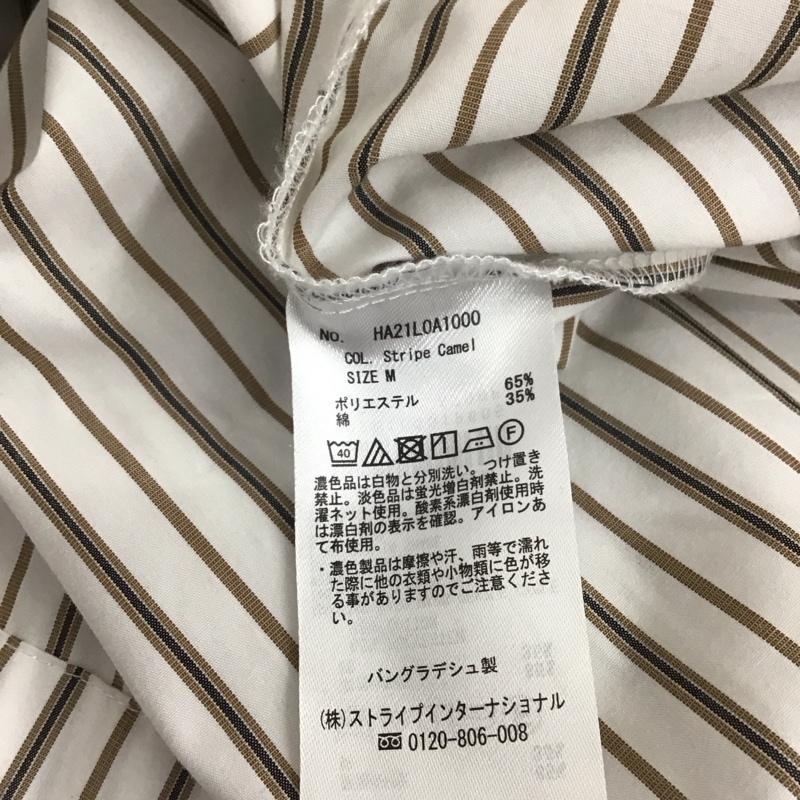 No. HA21L0A1000
COL. Stripe Camel
SIZE M
ポリエステル 65%
綿 35%
40
濃色品は白物と分別洗い。つけ置き
禁止。淡色品は蛍光増白剤禁止。洗
濯ネット使用。酸素系漂白剤使用時
は漂白剤の表示を確認。アイロンあ
て布使用。
・濃色製品は摩擦や汗、雨等で濡れ
た際に他の衣類や小物類に色が移
る事がありますのでご注意くださ
い。
バングラデシュ製
(株)ストライプインターナショナル
0120-806-008